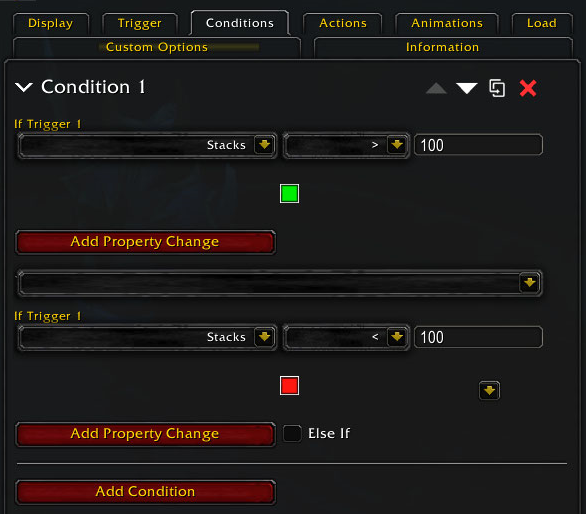 Display Trigger Conditions Actions Animations Load
Custom Options Information
Condition 1
If Trigger 1
Stacks > 100
Add Property Change
If Trigger 1
Stacks < 100
Add Property Change Else If
Add Condition